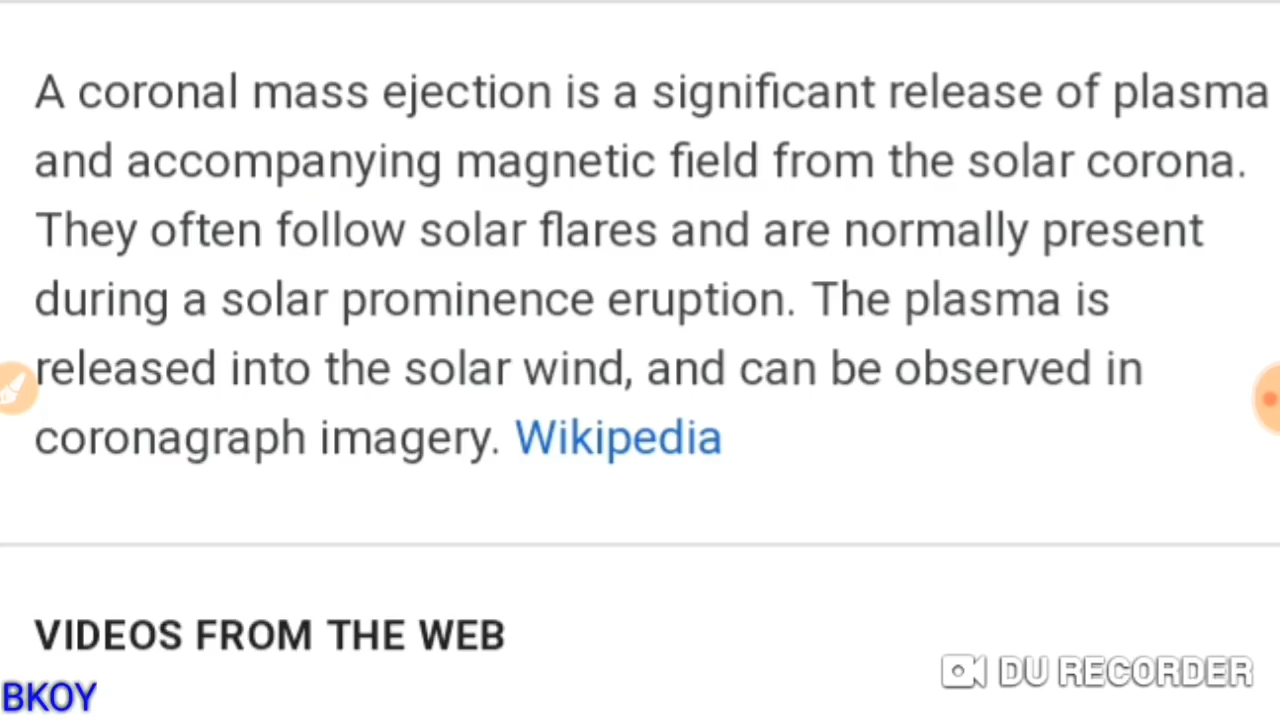 A coronal mass ejection is a significant release of plasma
and accompanying magnetic field from the solar corona.
They often follow solar flares and are normally present
during a solar prominence eruption. The plasma is
released into the solar wind, and can be observed in
coronagraph imagery. Wikipedia
VIDEOS FROM THE WEB
DU RECORDER
BKOY